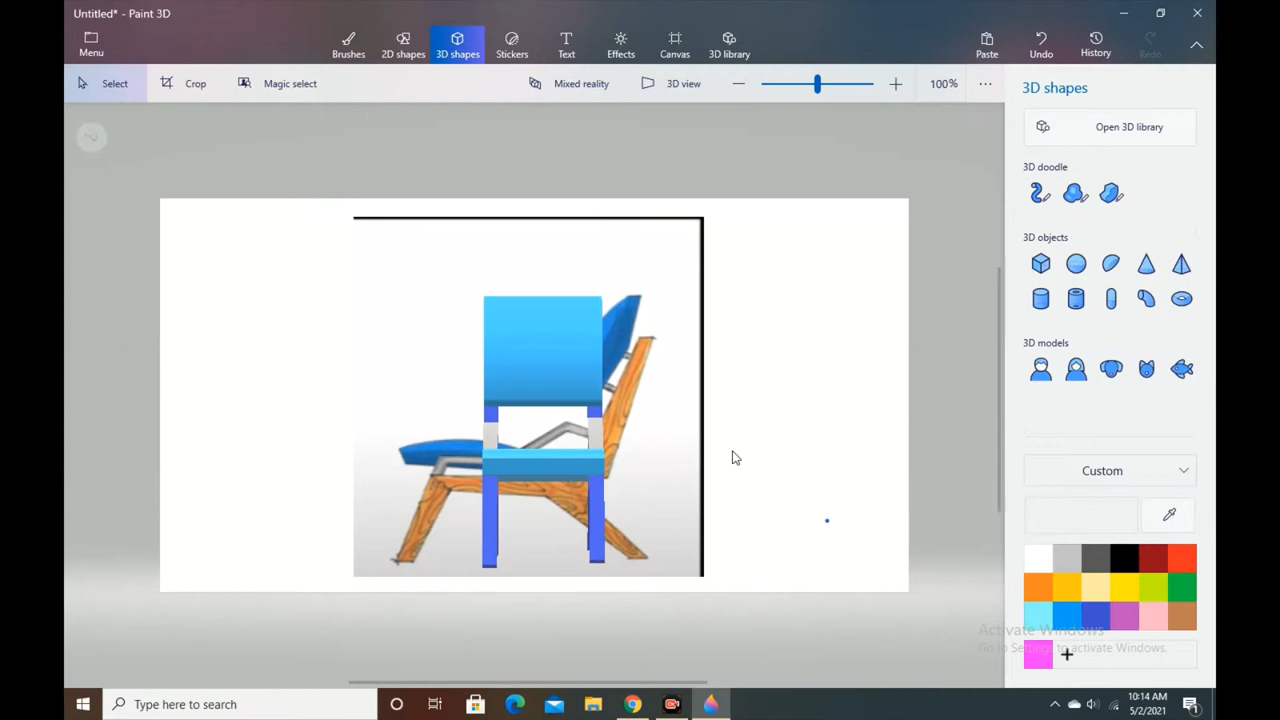 Untitled* - Paint 3D
Menu
Brushes
2D shapes
3D shapes
Stickers
Text
Effects
Canvas
3D library
Paste
Undo
History
Redo
Select
Crop
Magic select
Mixed reality
3D view
100%
3D shapes
Open 3D library
3D doodle
3D objects
3D models
Custom
Activate Windows
Go to Settings to activate Windows.
Type here to search
10:14 AM
5/2/2021
1